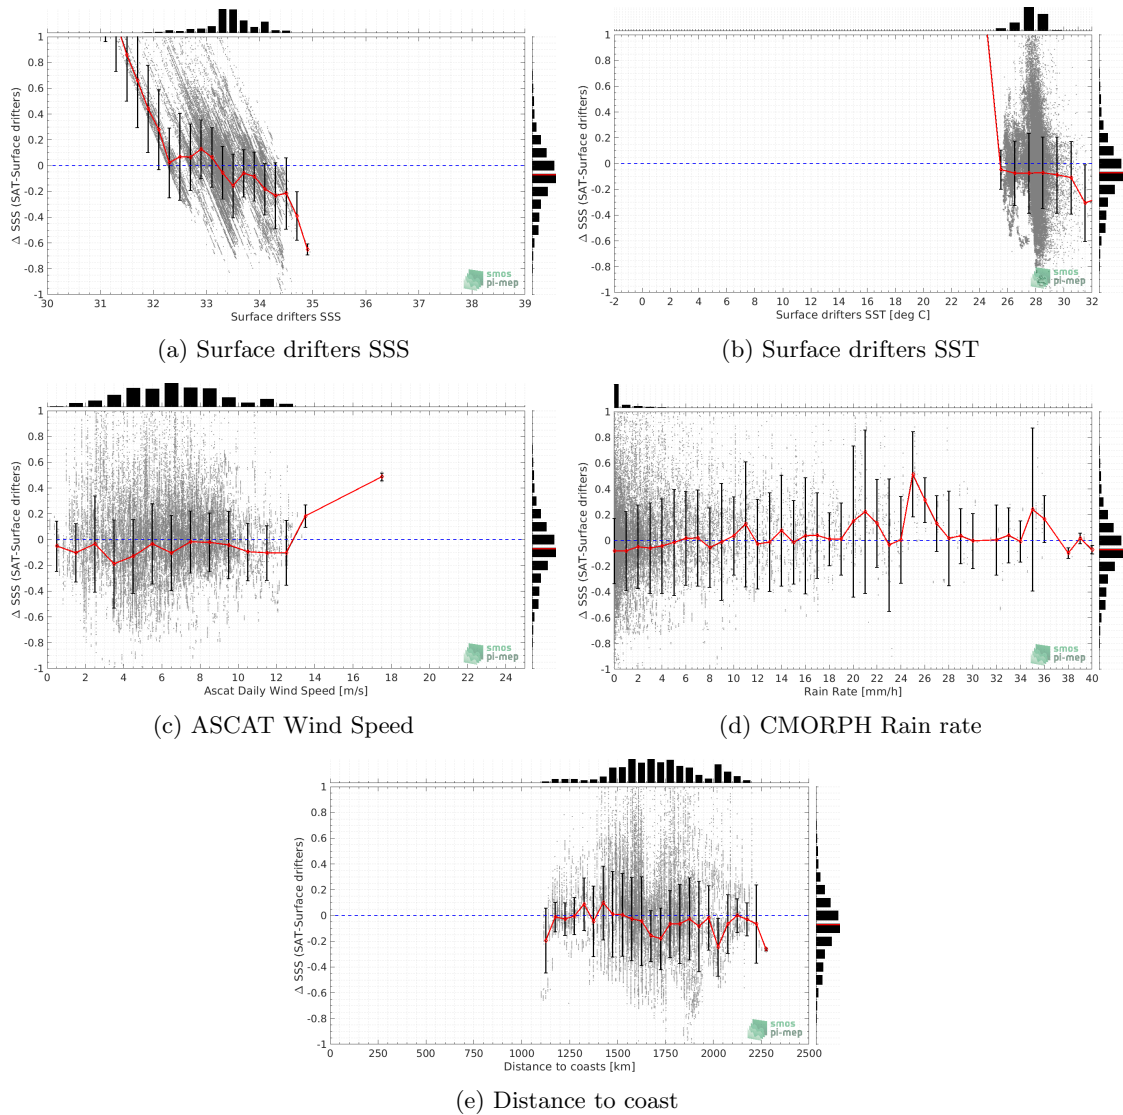 1
0.8
0.6
0.4
0.2
0
-0.2
-0.4
-0.6
-0.8
-1
Δ SSS (SAT-Surface drifters)
30 31 32 33 34 35 36 37 38 39
Surface drifters SSS
smos
pi-mep
(a) Surface drifters SSS
1
0.8
0.6
0.4
0.2
0
-0.2
-0.4
-0.6
-0.8
-1
Δ SSS (SAT-Surface drifters)
-2 0 2 4 6 8 10 12 14 16 18 20 22 24 26 28 30 32
Surface drifters SST [deg C]
smos
pi-mep
(b) Surface drifters SST
1
0.8
0.6
0.4
0.2
0
-0.2
-0.4
-0.6
-0.8
-1
Δ SSS (SAT-Surface drifters)
0 2 4 6 8 10 12 14 16 18 20 22 24
Ascat Daily Wind Speed [m/s]
smos
pi-mep
(c) ASCAT Wind Speed
1
0.8
0.6
0.4
0.2
0
-0.2
-0.4
-0.6
-0.8
-1
Δ SSS (SAT-Surface drifters)
0 2 4 6 8 10 12 14 16 18 20 22 24 26 28 30 32 34 36 38 40
Rain Rate [mm/h]
smos
pi-mep
(d) CMORPH Rain rate
1
0.8
0.6
0.4
0.2
0
-0.2
-0.4
-0.6
-0.8
-1
Δ SSS (SAT-Surface drifters)
0 250 500 750 1000 1250 1500 1750 2000 2250 2500
Distance to coasts [km]
smos
pi-mep
(e) Distance to coast